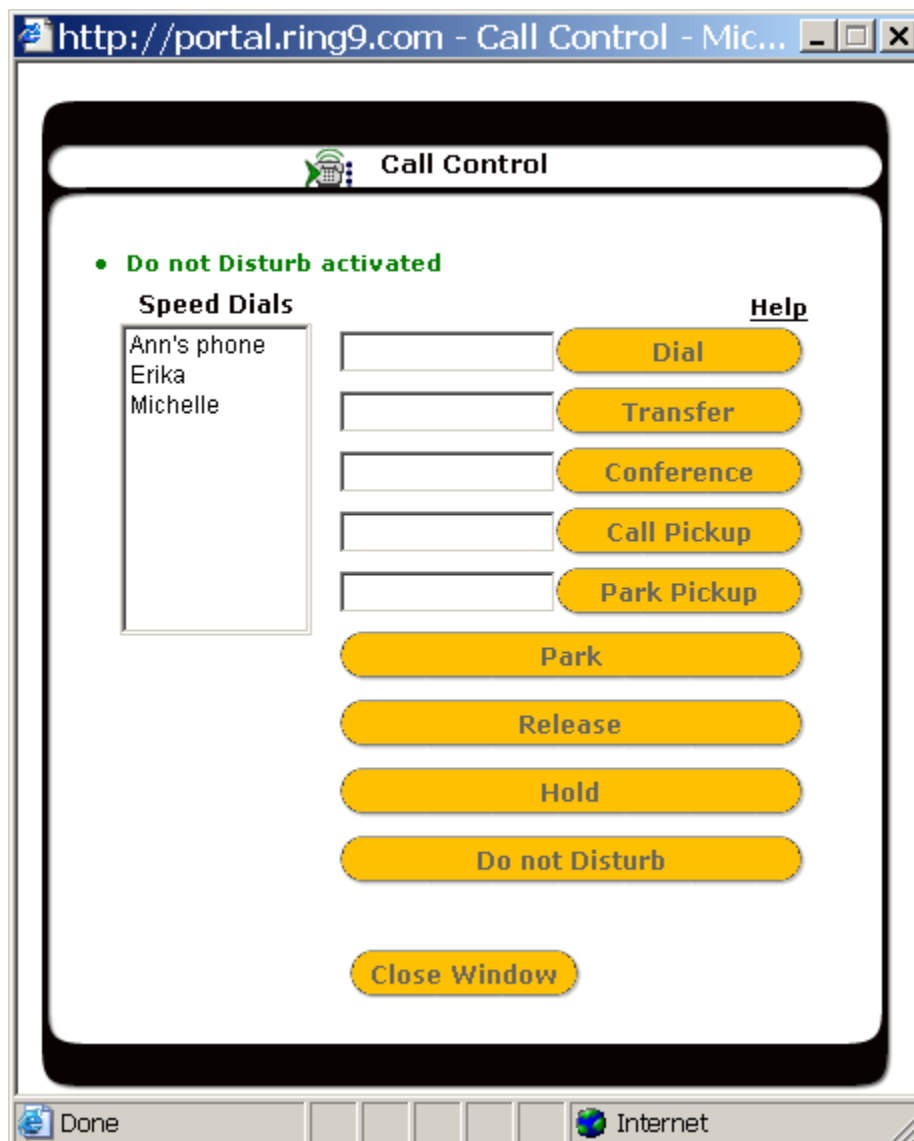 http://portal.ring9.com - Call Control - Mic...
Call Control
Do not Disturb activated
Speed Dials
Help
Ann's phone
Erika
Michelle
Dial
Transfer
Conference
Call Pickup
Park Pickup
Park
Release
Hold
Do not Disturb
Close Window
Done
Internet